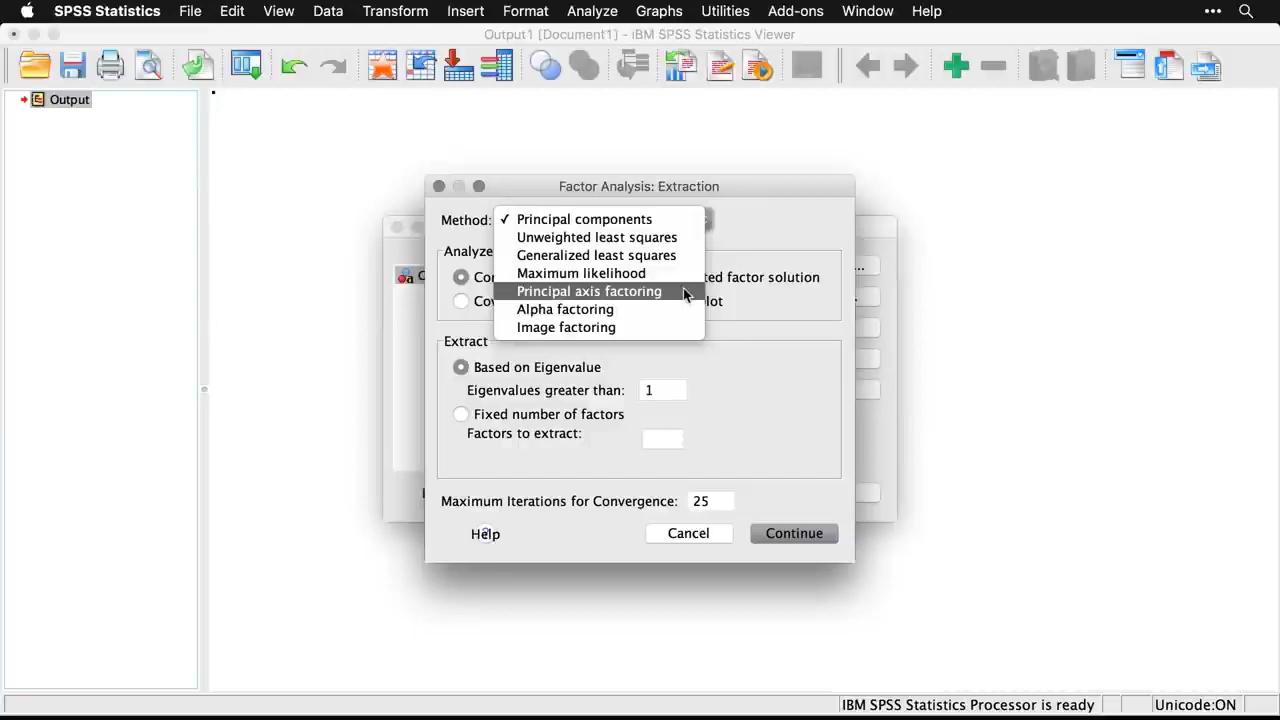 SPSS Statistics File Edit View Data Transform Insert Format Analyze Graphs Utilities Add-ons Window Help
Output1 [Document1] - IBM SPSS Statistics Viewer
Output
Factor Analysis: Extraction
Method: ✓ Principal components
Unweighted least squares
Generalized least squares
Maximum likelihood
Principal axis factoring
Alpha factoring
Image factoring
Analyze
ted factor solution
lot
Extract
Based on Eigenvalue
Eigenvalues greater than: 1
Fixed number of factors
Factors to extract:
Maximum Iterations for Convergence: 25
Help Cancel Continue
IBM SPSS Statistics Processor is ready Unicode:ON